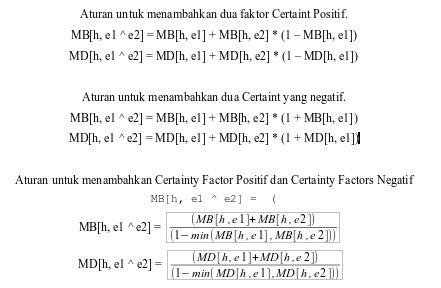 Aturan untuk menambahkan dua faktor Certaint Positif.
MB[h, e1 ^ e2] = MB[h, e1] + MB[h, e2] * (1 – MB[h, e1])
MD[h, e1 ^ e2] = MD[h, e1] + MD[h, e2] * (1 – MD[h, e1])
Aturan untuk menambahkan dua Certaint yang negatif.
MB[h, e1 ^ e2] = MB[h, e1] + MB[h, e2] * (1 + MB[h, e1])
MD[h, e1 ^ e2] = MD[h, e1] + MD[h, e2] * (1 + MD[h, e1])
Aturan untuk menambahkan Certainty Factor Positif dan Certainty Factors Negatif
MB[h, e1 ^ e2] = (
MB[h, e1 ^ e2] = (MB[h,e1]+MB[h,e2])
(1−min(MB[h,e1],MB[h,e2]))
MD[h, e1 ^ e2] = (MD[h,e1]+MD[h,e2])
(1−min(MD[h,e1],MD[h,e2]))